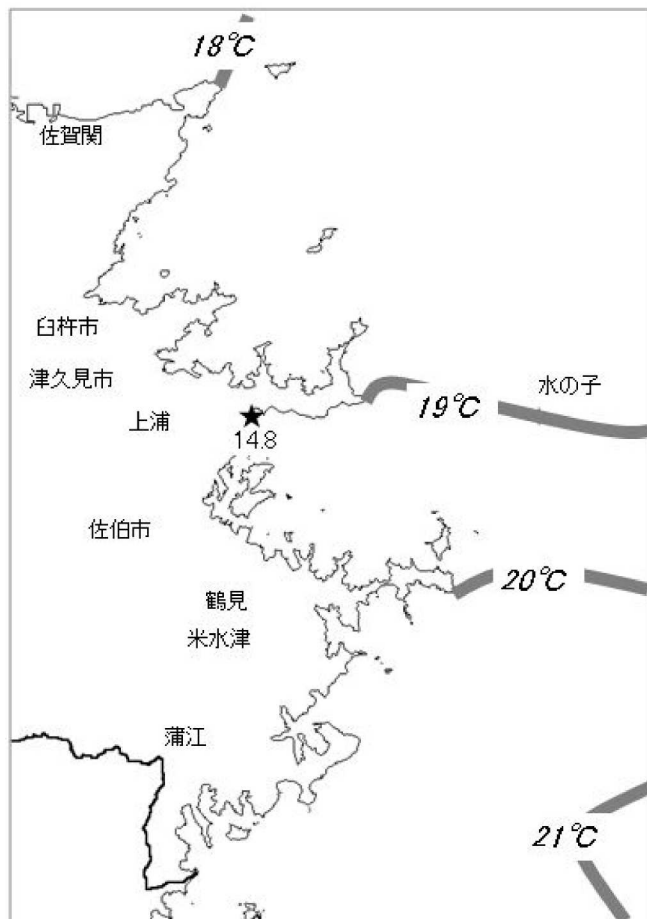 18℃
佐賀関
臼杵市
津久見市
水の子
19℃
上浦
14.8
佐伯市
20℃
鶴見
米水津
蒲江
21℃